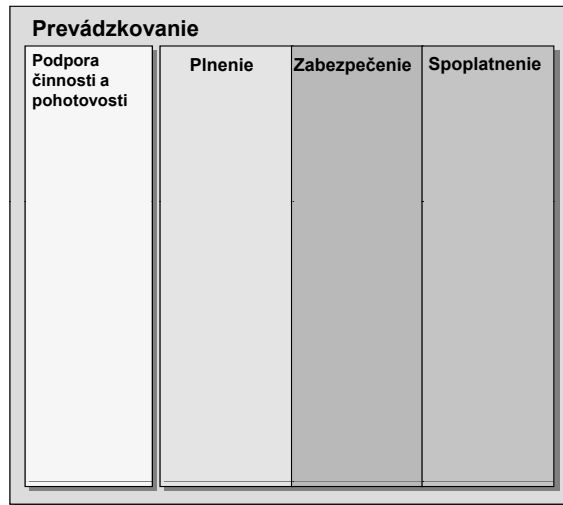 Prevádzkovanie
Podpora
činnosti a
pohotovosti
Plnenie
Zabezpečenie
Spoplatnenie